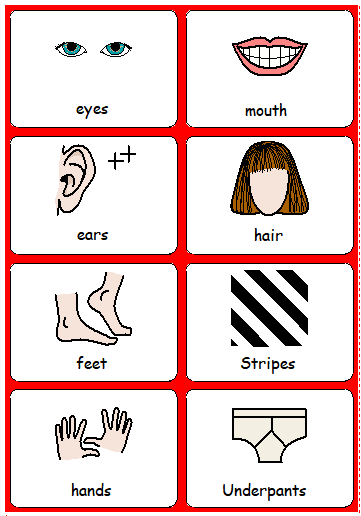 eyes
mouth
ears
hair
feet
Stripes
hands
Underpants